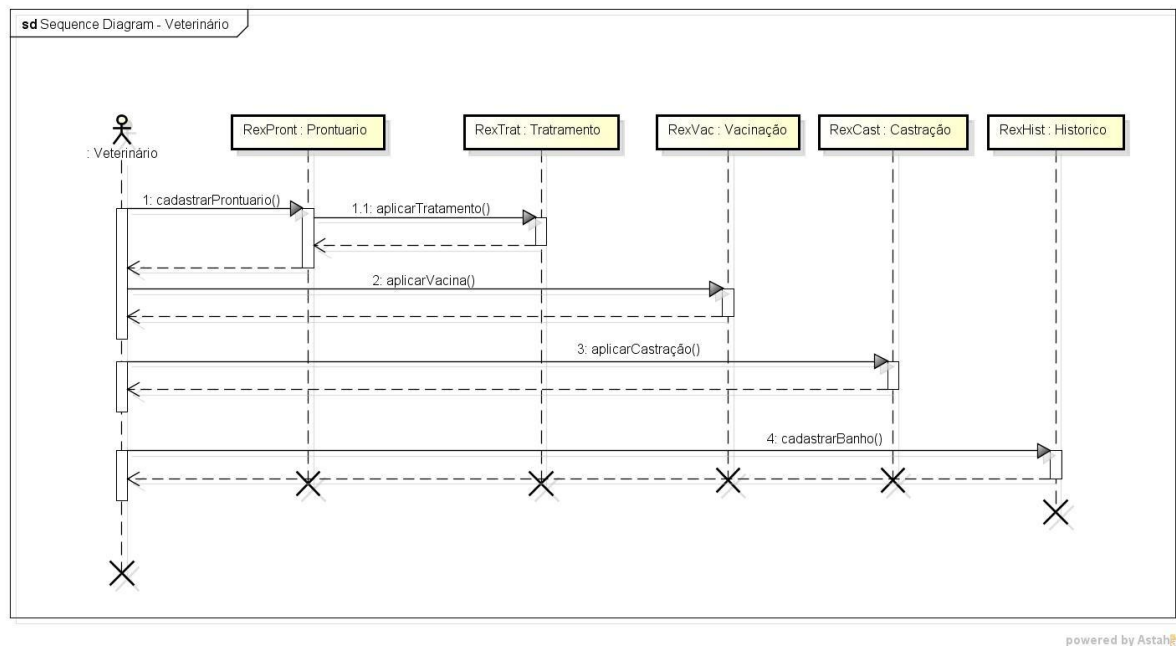 sd Sequence Diagram - Veterinário
: Veterinário
RexPront : Prontuario
RexTrat : Tratramento
RexVac : Vacinação
RexCast : Castração
RexHist : Historico
1: cadastrarProntuario()
1.1: aplicarTratamento()
2: aplicarVacina()
3: aplicarCastração()
4: cadastrarBanho()
powered by Astah